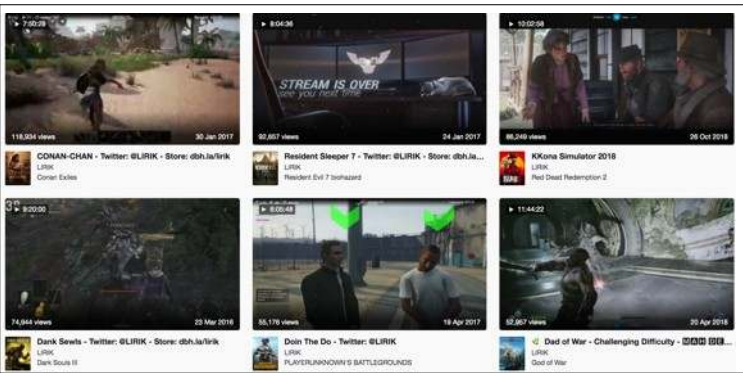 7:50:28
118,934 views
30 Jan 2017
CONAN-CHAN - Twitter: @LIRIK - Store: dbh.la/lirik
LIRIK
Conan Exiles
8:04:36
STREAM IS OVER
see you next time
92,657 views
24 Jan 2017
Resident Sleeper 7 - Twitter: @LIRIK - Store: dbh.la...
LIRIK
Resident Evil 7 biohazard
10:02:58
86,249 views
26 Oct 2018
KKona Simulator 2018
LIRIK
Red Dead Redemption 2
9:20:00
74,944 views
23 Mar 2016
Dank Sewls - Twitter: @LIRIK - Store: dbh.la/lirik
LIRIK
Dark Souls III
8:05:48
55,176 views
19 Apr 2017
Doin The Do - Twitter: @LIRIK
LIRIK
PLAYERUNKNOWN'S BATTLEGROUNDS
11:44:22
52,957 views
20 Apr 2018
Dad of War - Challenging Difficulty -
LIRIK
God of War